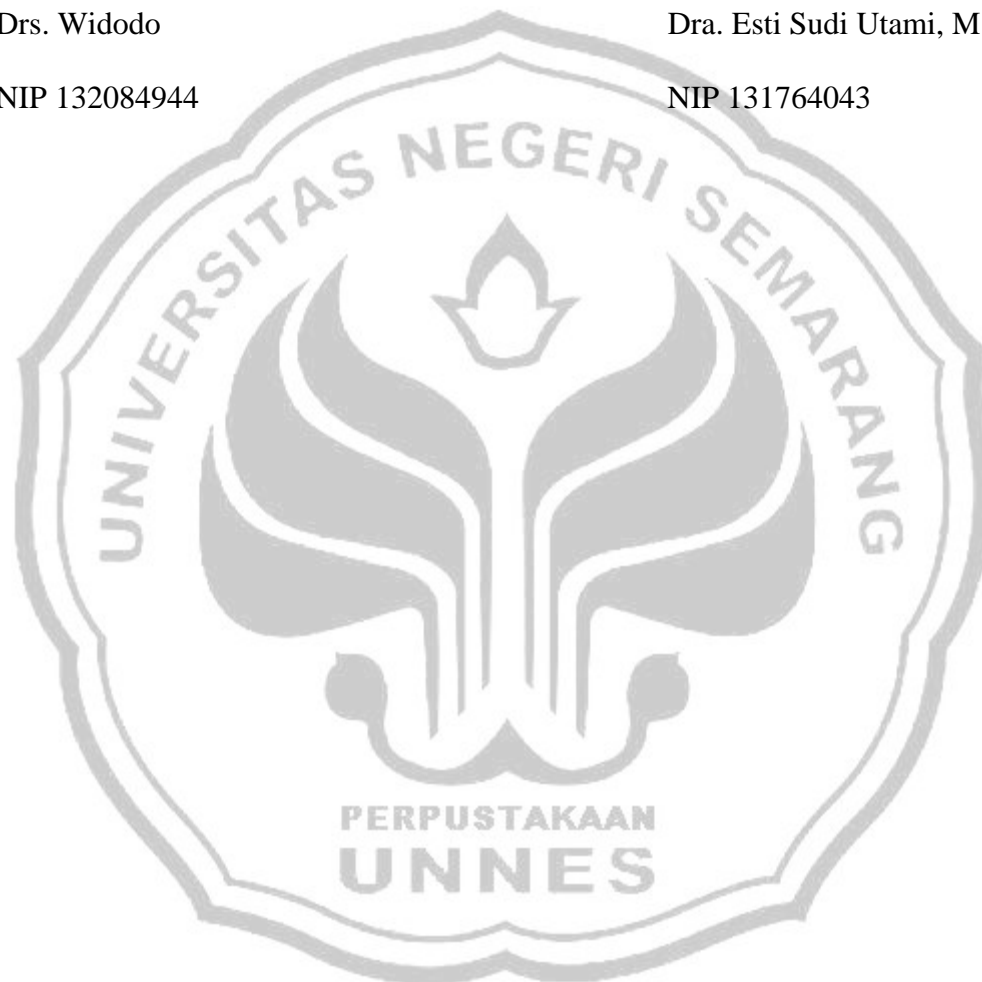 Drs. Widodo
Dra. Esti Sudi Utami, M
NIP 132084944
NIP 131764043
UNIVERSITAS NEGERI SEMARANG
PERPUSTAKAAN
UNNES